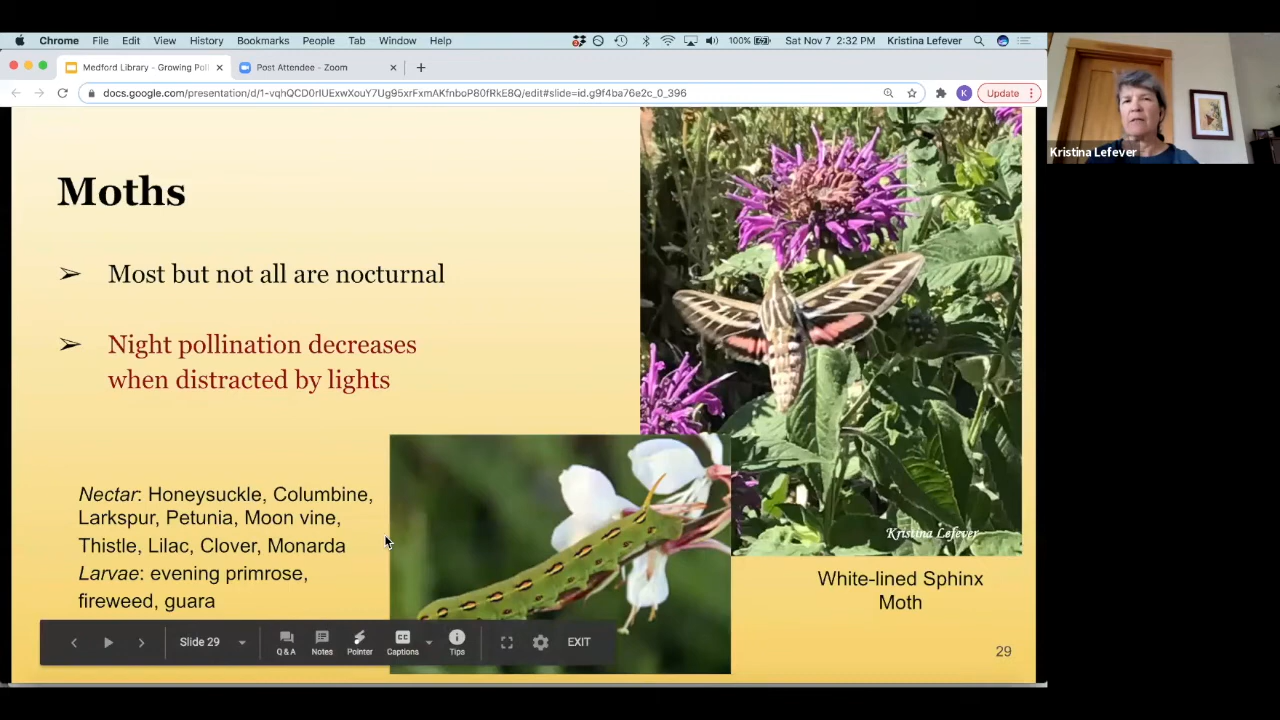 Chrome File Edit View History Bookmarks People Tab Window Help 100% Sat Nov 7 2:32 PM Kristina Lefever
Medford Library - Growing Poll Post Attendee - Zoom
docs.google.com/presentation/d/1-vqhQCD0rIUExwXouY7Ug95xrFxmAKfnboP80fRkE8Q/edit#slide=id.g9f4ba76e2c_0_396 K Update
Kristina Lefever
Moths
➢ Most but not all are nocturnal
➢ Night pollination decreases
when distracted by lights
Nectar: Honeysuckle, Columbine,
Larkspur, Petunia, Moon vine,
Thistle, Lilac, Clover, Monarda
Larvae: evening primrose,
fireweed, guara
Kristina Lefever
White-lined Sphinx
Moth
Slide 29 Q & A Notes Pointer CC Captions Tips EXIT
29